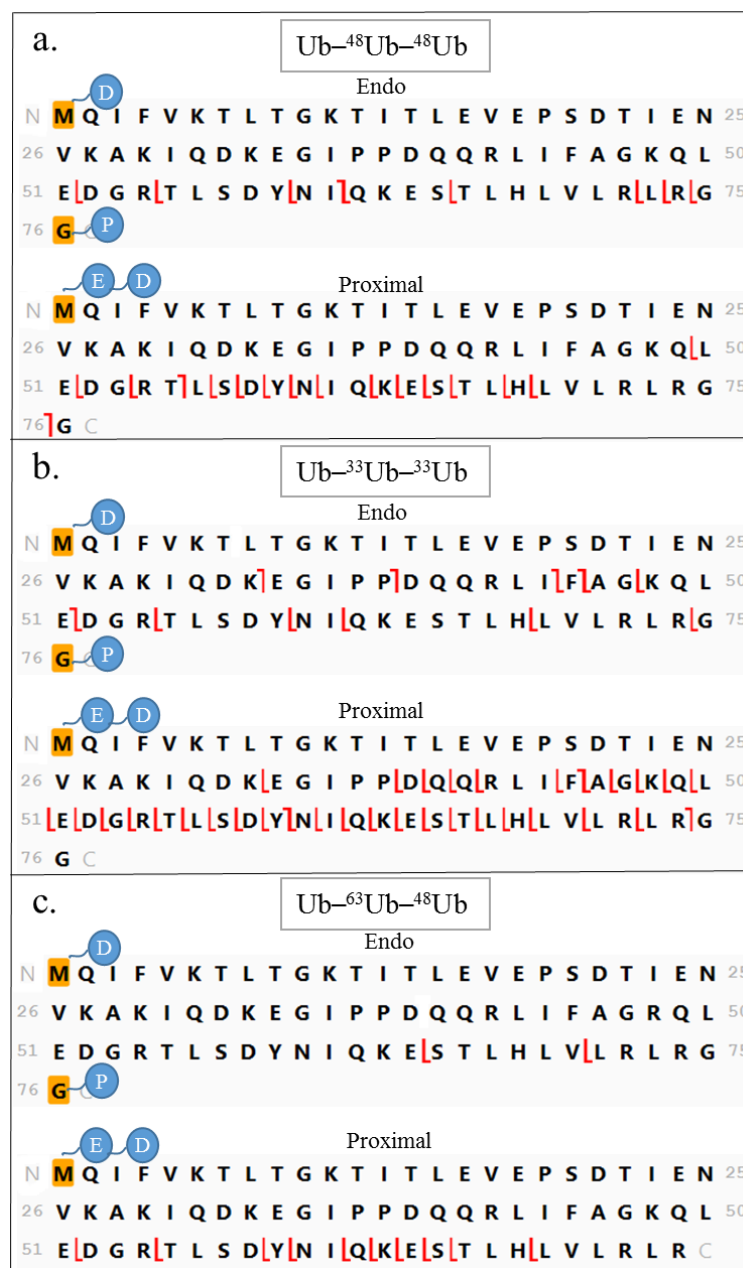 a.
Ub–⁴⁸Ub–⁴⁸Ub
Endo
D
N M Q I F V K T L T G K T I T L E V E P S D T I E N 25
26 V K A K I Q D K E G I P P D Q Q R L I F A G K Q L 50
51 E D G R T L S D Y N I Q K E S T L H L V L R L R G 75
76 G P
E D
Proximal
N M Q I F V K T L T G K T I T L E V E P S D T I E N 25
26 V K A K I Q D K E G I P P D Q Q R L I F A G K Q L 50
51 E D G R T L S D Y N I Q K E S T L H L V L R L R G 75
76 G C
b.
Ub–³³Ub–³³Ub
Endo
D
N M Q I F V K T L T G K T I T L E V E P S D T I E N 25
26 V K A K I Q D K E G I P P D Q Q R L I F A G K Q L 50
51 E D G R T L S D Y N I Q K E S T L H L V L R L R G 75
76 G P
E D
Proximal
N M Q I F V K T L T G K T I T L E V E P S D T I E N 25
26 V K A K I Q D K E G I P P D Q Q R L I F A G K Q L 50
51 E D G R T L S D Y N I Q K E S T L H L V L R L R G 75
76 G C
c.
Ub–⁶³Ub–⁴⁸Ub
Endo
D
N M Q I F V K T L T G K T I T L E V E P S D T I E N 25
26 V K A K I Q D K E G I P P D Q Q R L I F A G R Q L 50
51 E D G R T L S D Y N I Q K E S T L H L V L R L R G 75
76 G P
E D
Proximal
N M Q I F V K T L T G K T I T L E V E P S D T I E N 25
26 V K A K I Q D K E G I P P D Q Q R L I F A G K Q L 50
51 E D G R T L S D Y N I Q K E S T L H L V L R L R C